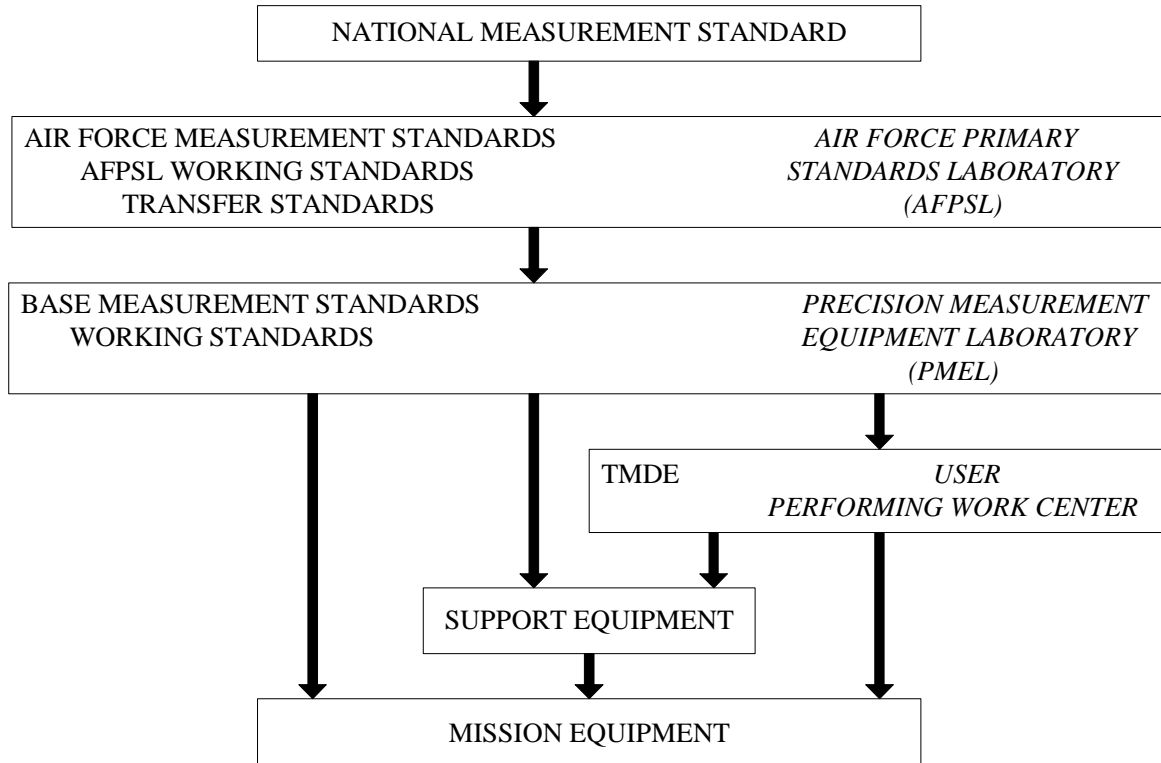 NATIONAL MEASUREMENT STANDARD
AIR FORCE MEASUREMENT STANDARDS
AFPSL WORKING STANDARDS
TRANSFER STANDARDS
AIR FORCE PRIMARY
STANDARDS LABORATORY
(AFPSL)
BASE MEASUREMENT STANDARDS
WORKING STANDARDS
PRECISION MEASUREMENT
EQUIPMENT LABORATORY
(PMEL)
TMDE
USER
PERFORMING WORK CENTER
SUPPORT EQUIPMENT
MISSION EQUIPMENT